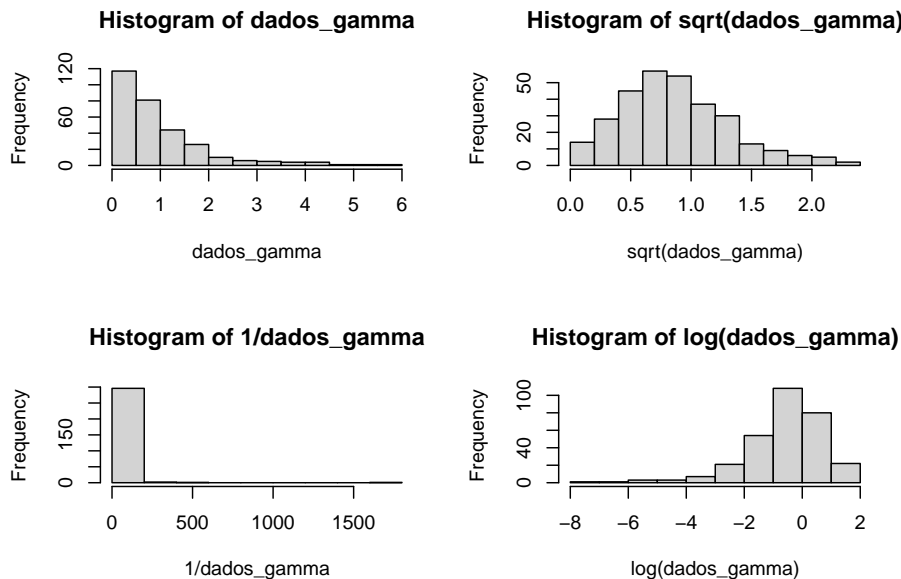 Histogram of dados_gamma
Frequency
0 60 120
0 1 2 3 4 5 6
dados_gamma
Histogram of sqrt(dados_gamma)
Frequency
0 20 50
0.0 0.5 1.0 1.5 2.0
sqrt(dados_gamma)
Histogram of 1/dados_gamma
Frequency
0 150
0 500 1000 1500
1/dados_gamma
Histogram of log(dados_gamma)
Frequency
0 40 100
−8 −6 −4 −2 0 2
log(dados_gamma)